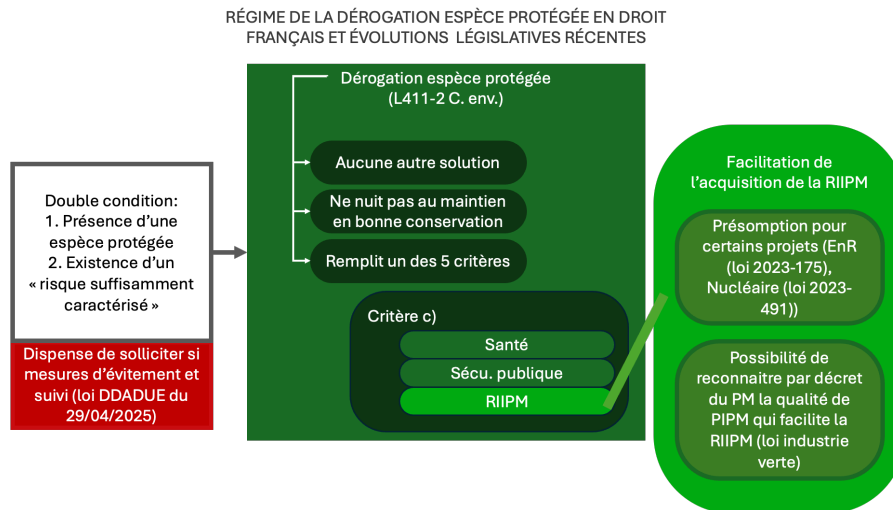 RÉGIME DE LA DÉROGATION ESPÈCE PROTÉGÉE EN DROIT
FRANÇAIS ET ÉVOLUTIONS LÉGISLATIVES RÉCENTES
Double condition:
1. Présence d'une
espèce protégée
2. Existence d'un
« risque suffisamment
caractérisé »
Dispense de solliciter si
mesures d'évitement et
suivi (loi DDADUE du
29/04/2025)
Dérogation espèce protégée
(L411-2 C. env.)
Aucune autre solution
Ne nuit pas au maintien
en bonne conservation
Remplit un des 5 critères
Critère c)
Santé
Sécu. publique
RIIPM
Facilitation de
l'acquisition de la RIIPM
Présomption pour
certains projets (EnR
(loi 2023-175),
Nucléaire (loi 2023-
491))
Possibilité de
reconnaitre par décret
du PM la qualité de
PIPM qui facilite la
RIIPM (loi industrie
verte)